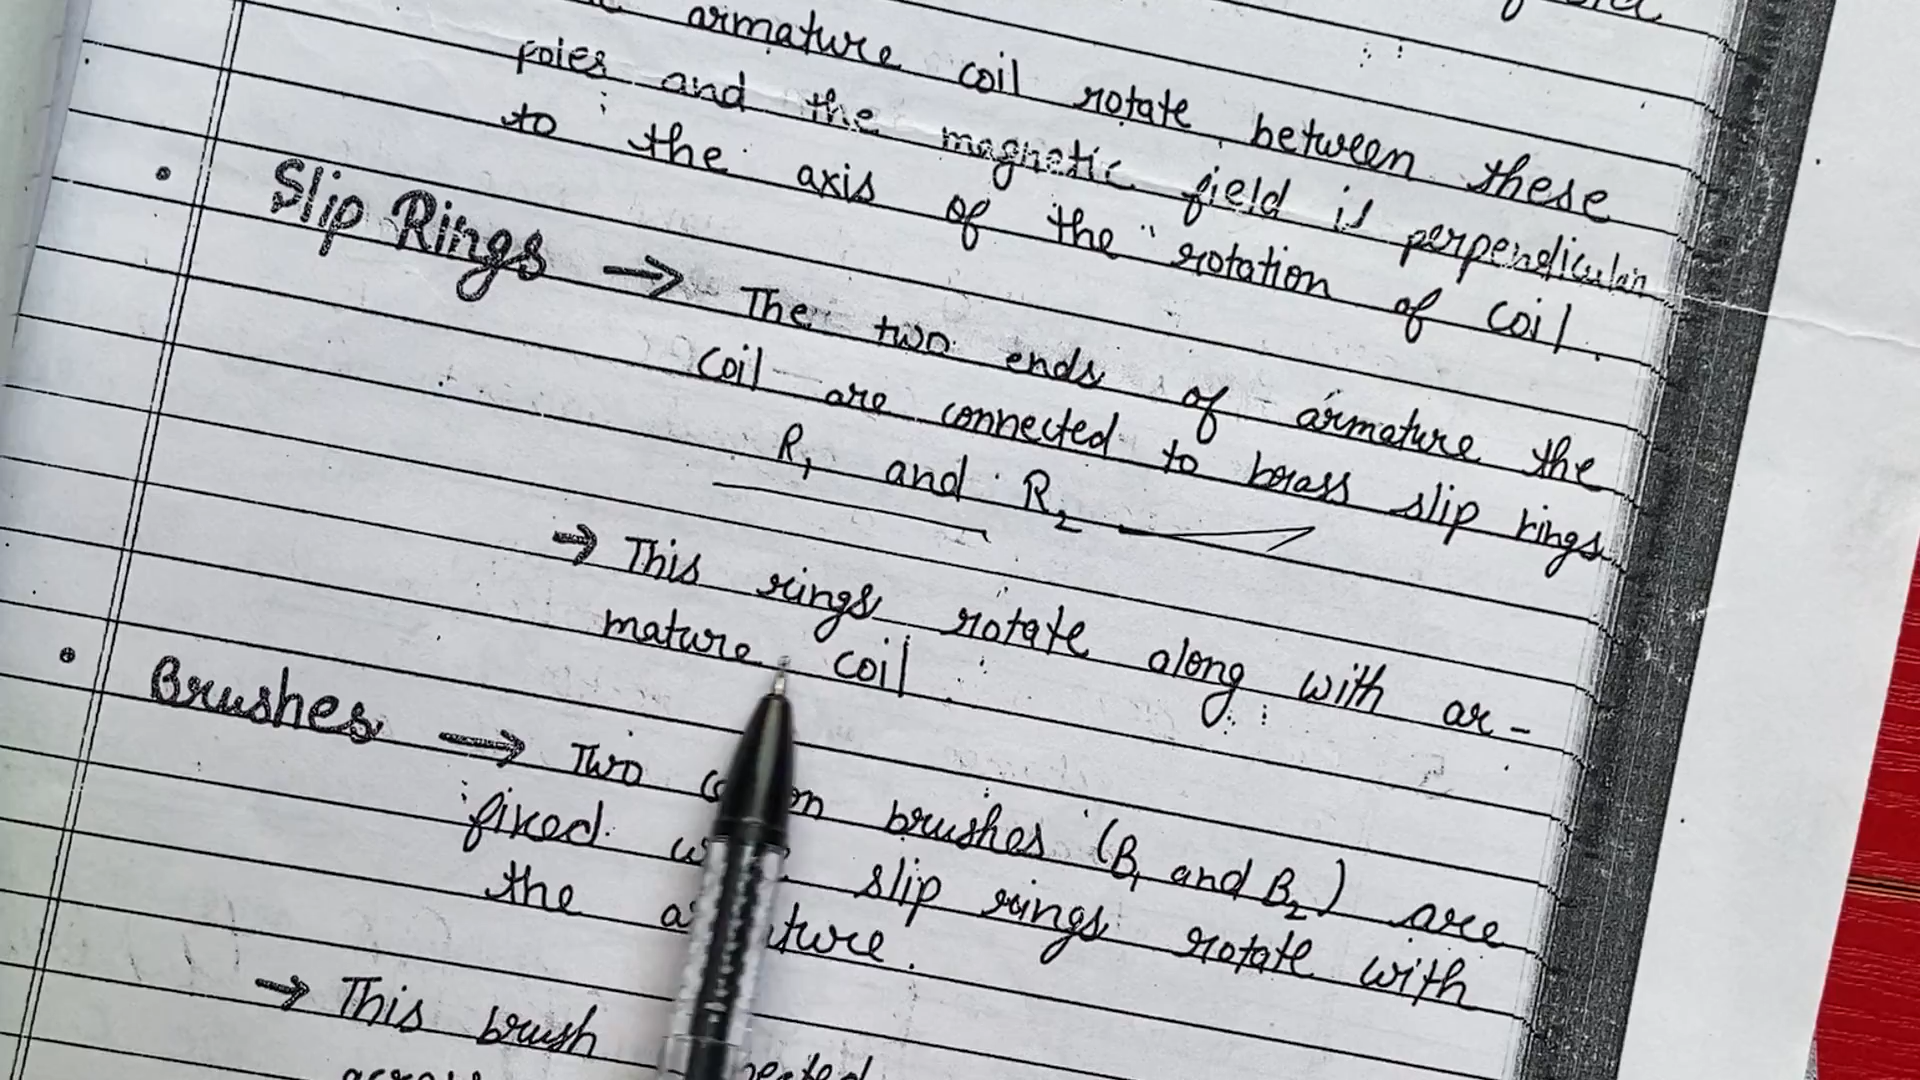 armature coil rotate between these
poles and the magnetic field is perpendicular
to the axis of the rotation of coil.
• Slip Rings → The two ends of armature the
coil are connected to brass slip rings
R₁ and R₂
→ This rings rotate along with ar-
mature coil.
• Brushes → Two brushes (B₁ and B₂) are
fixed slip rings rotate with
the
→ This brush